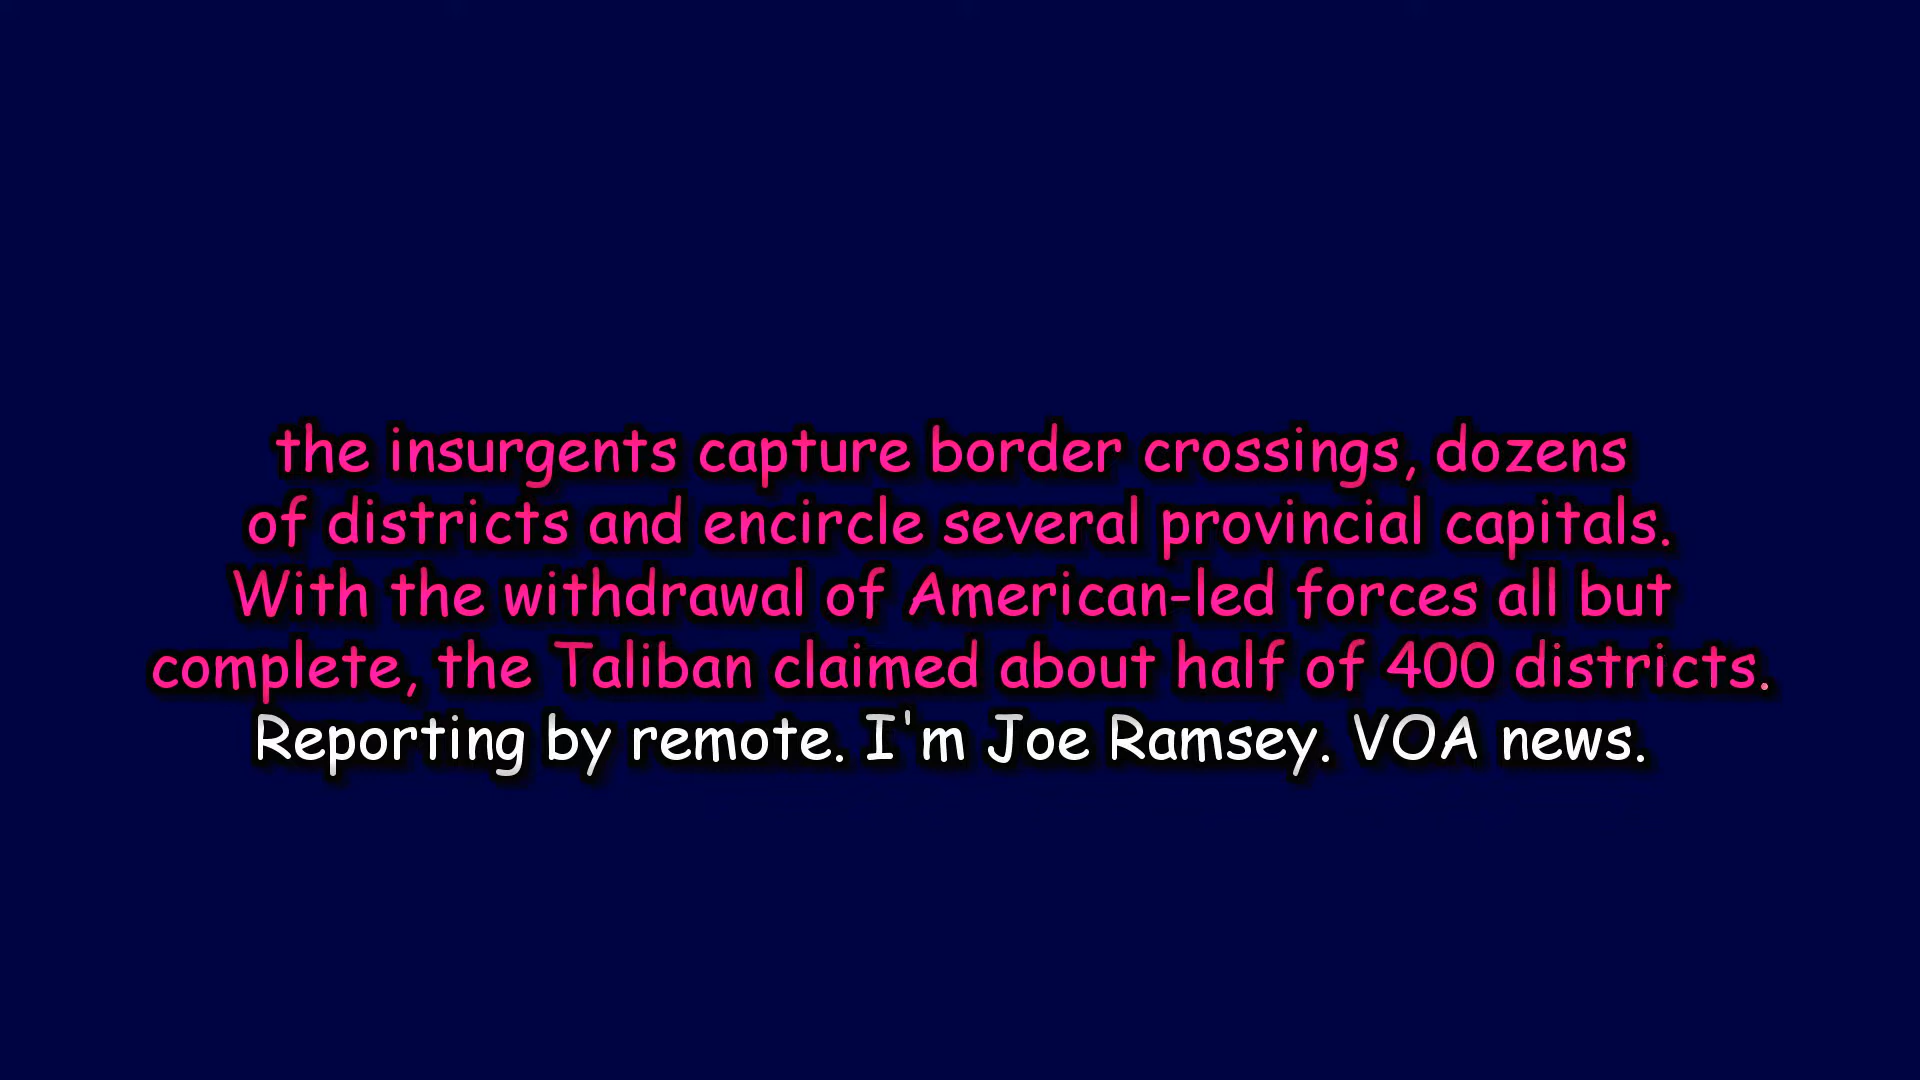 the insurgents capture border crossings, dozens
of districts and encircle several provincial capitals.
With the withdrawal of American-led forces all but
complete, the Taliban claimed about half of 400 districts.
Reporting by remote. I'm Joe Ramsey. VOA news.